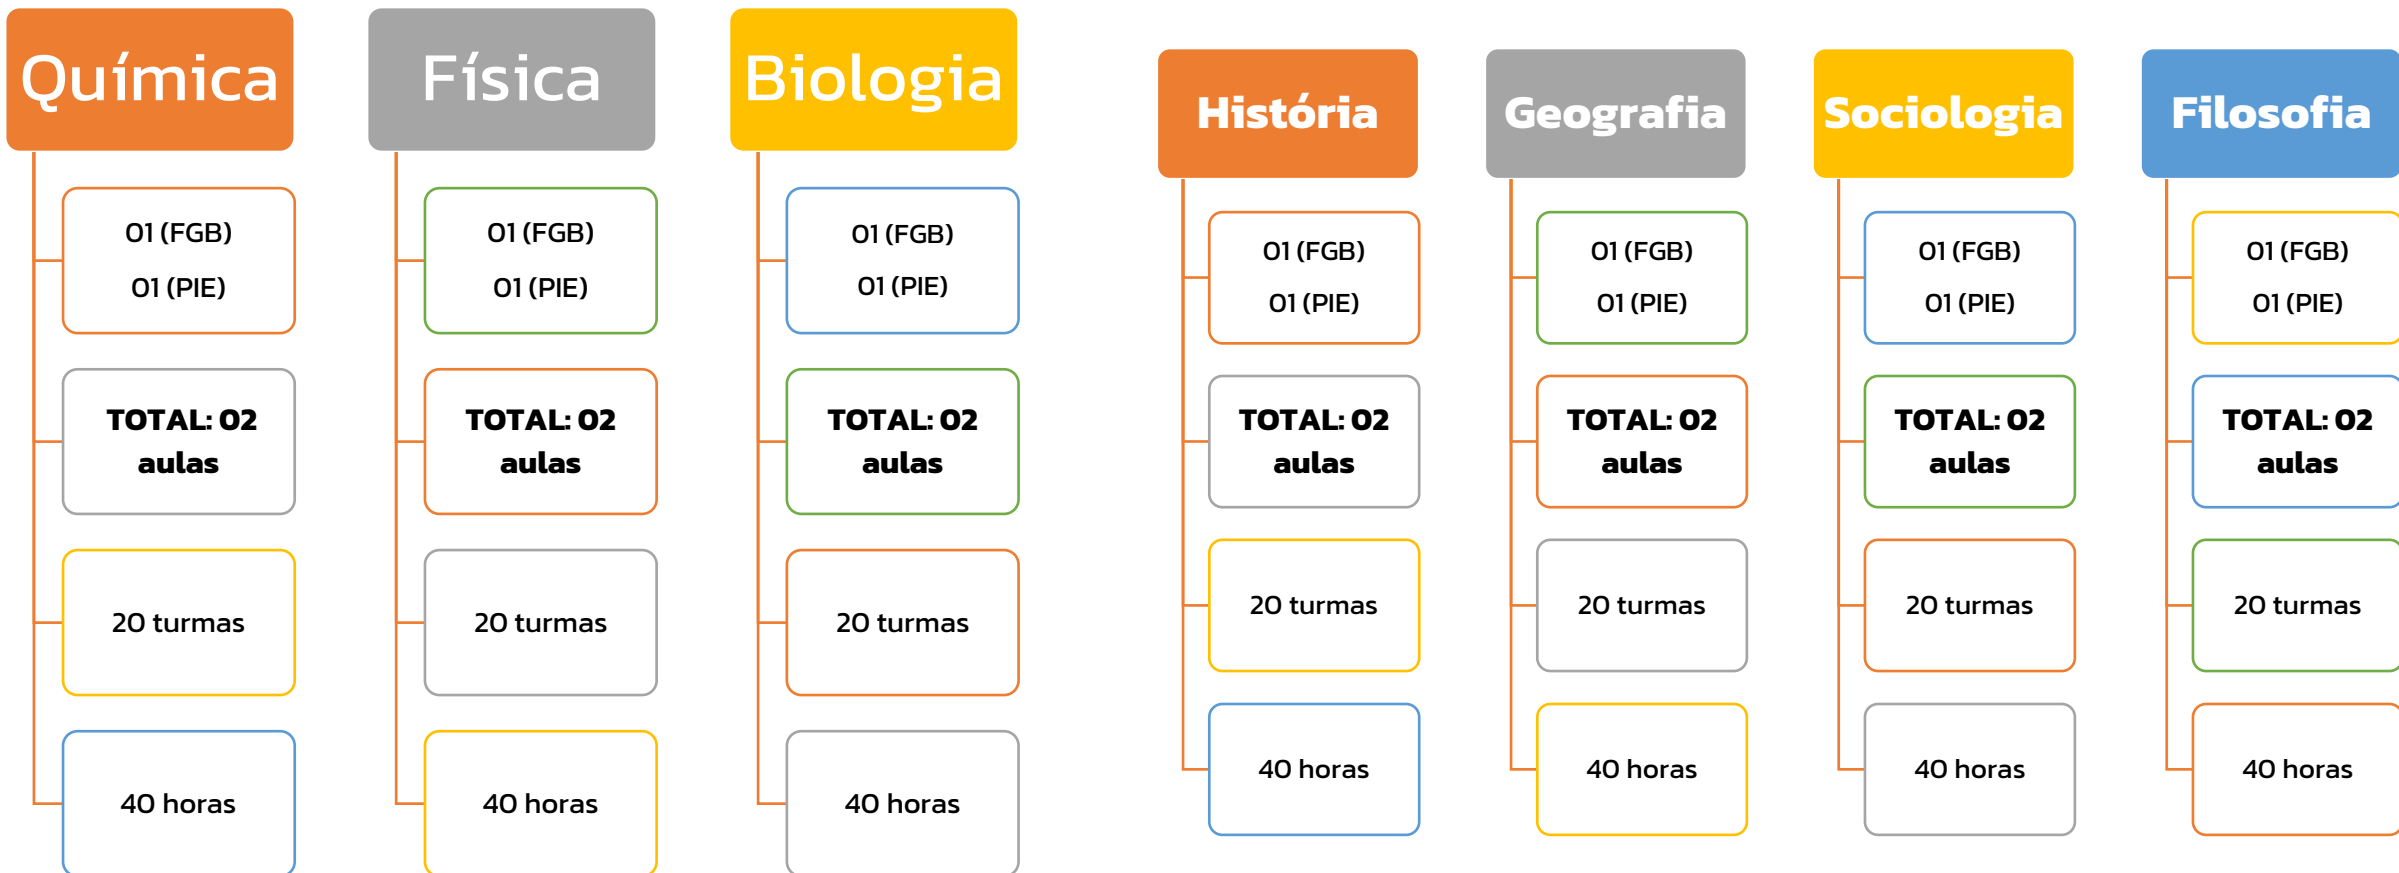 Química
01 (FGB)
01 (PIE)
TOTAL: 02
aulas
20 turmas
40 horas
Física
01 (FGB)
01 (PIE)
TOTAL: 02
aulas
20 turmas
40 horas
Biologia
01 (FGB)
01 (PIE)
TOTAL: 02
aulas
20 turmas
40 horas
História
01 (FGB)
01 (PIE)
TOTAL: 02
aulas
20 turmas
40 horas
Geografia
01 (FGB)
01 (PIE)
TOTAL: 02
aulas
20 turmas
40 horas
Sociologia
01 (FGB)
01 (PIE)
TOTAL: 02
aulas
20 turmas
40 horas
Filosofia
01 (FGB)
01 (PIE)
TOTAL: 02
aulas
20 turmas
40 horas